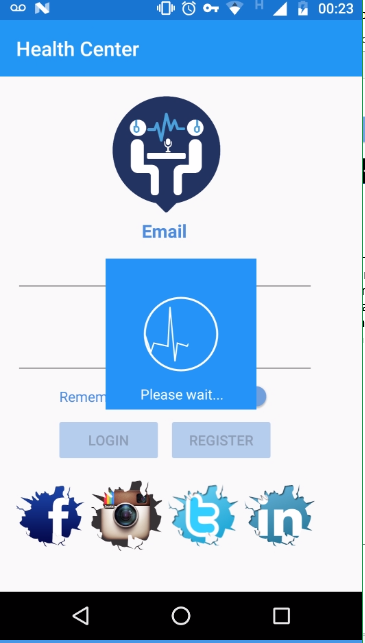 00:23
Health Center
Email
Please wait...
Remem
LOGIN
REGISTER